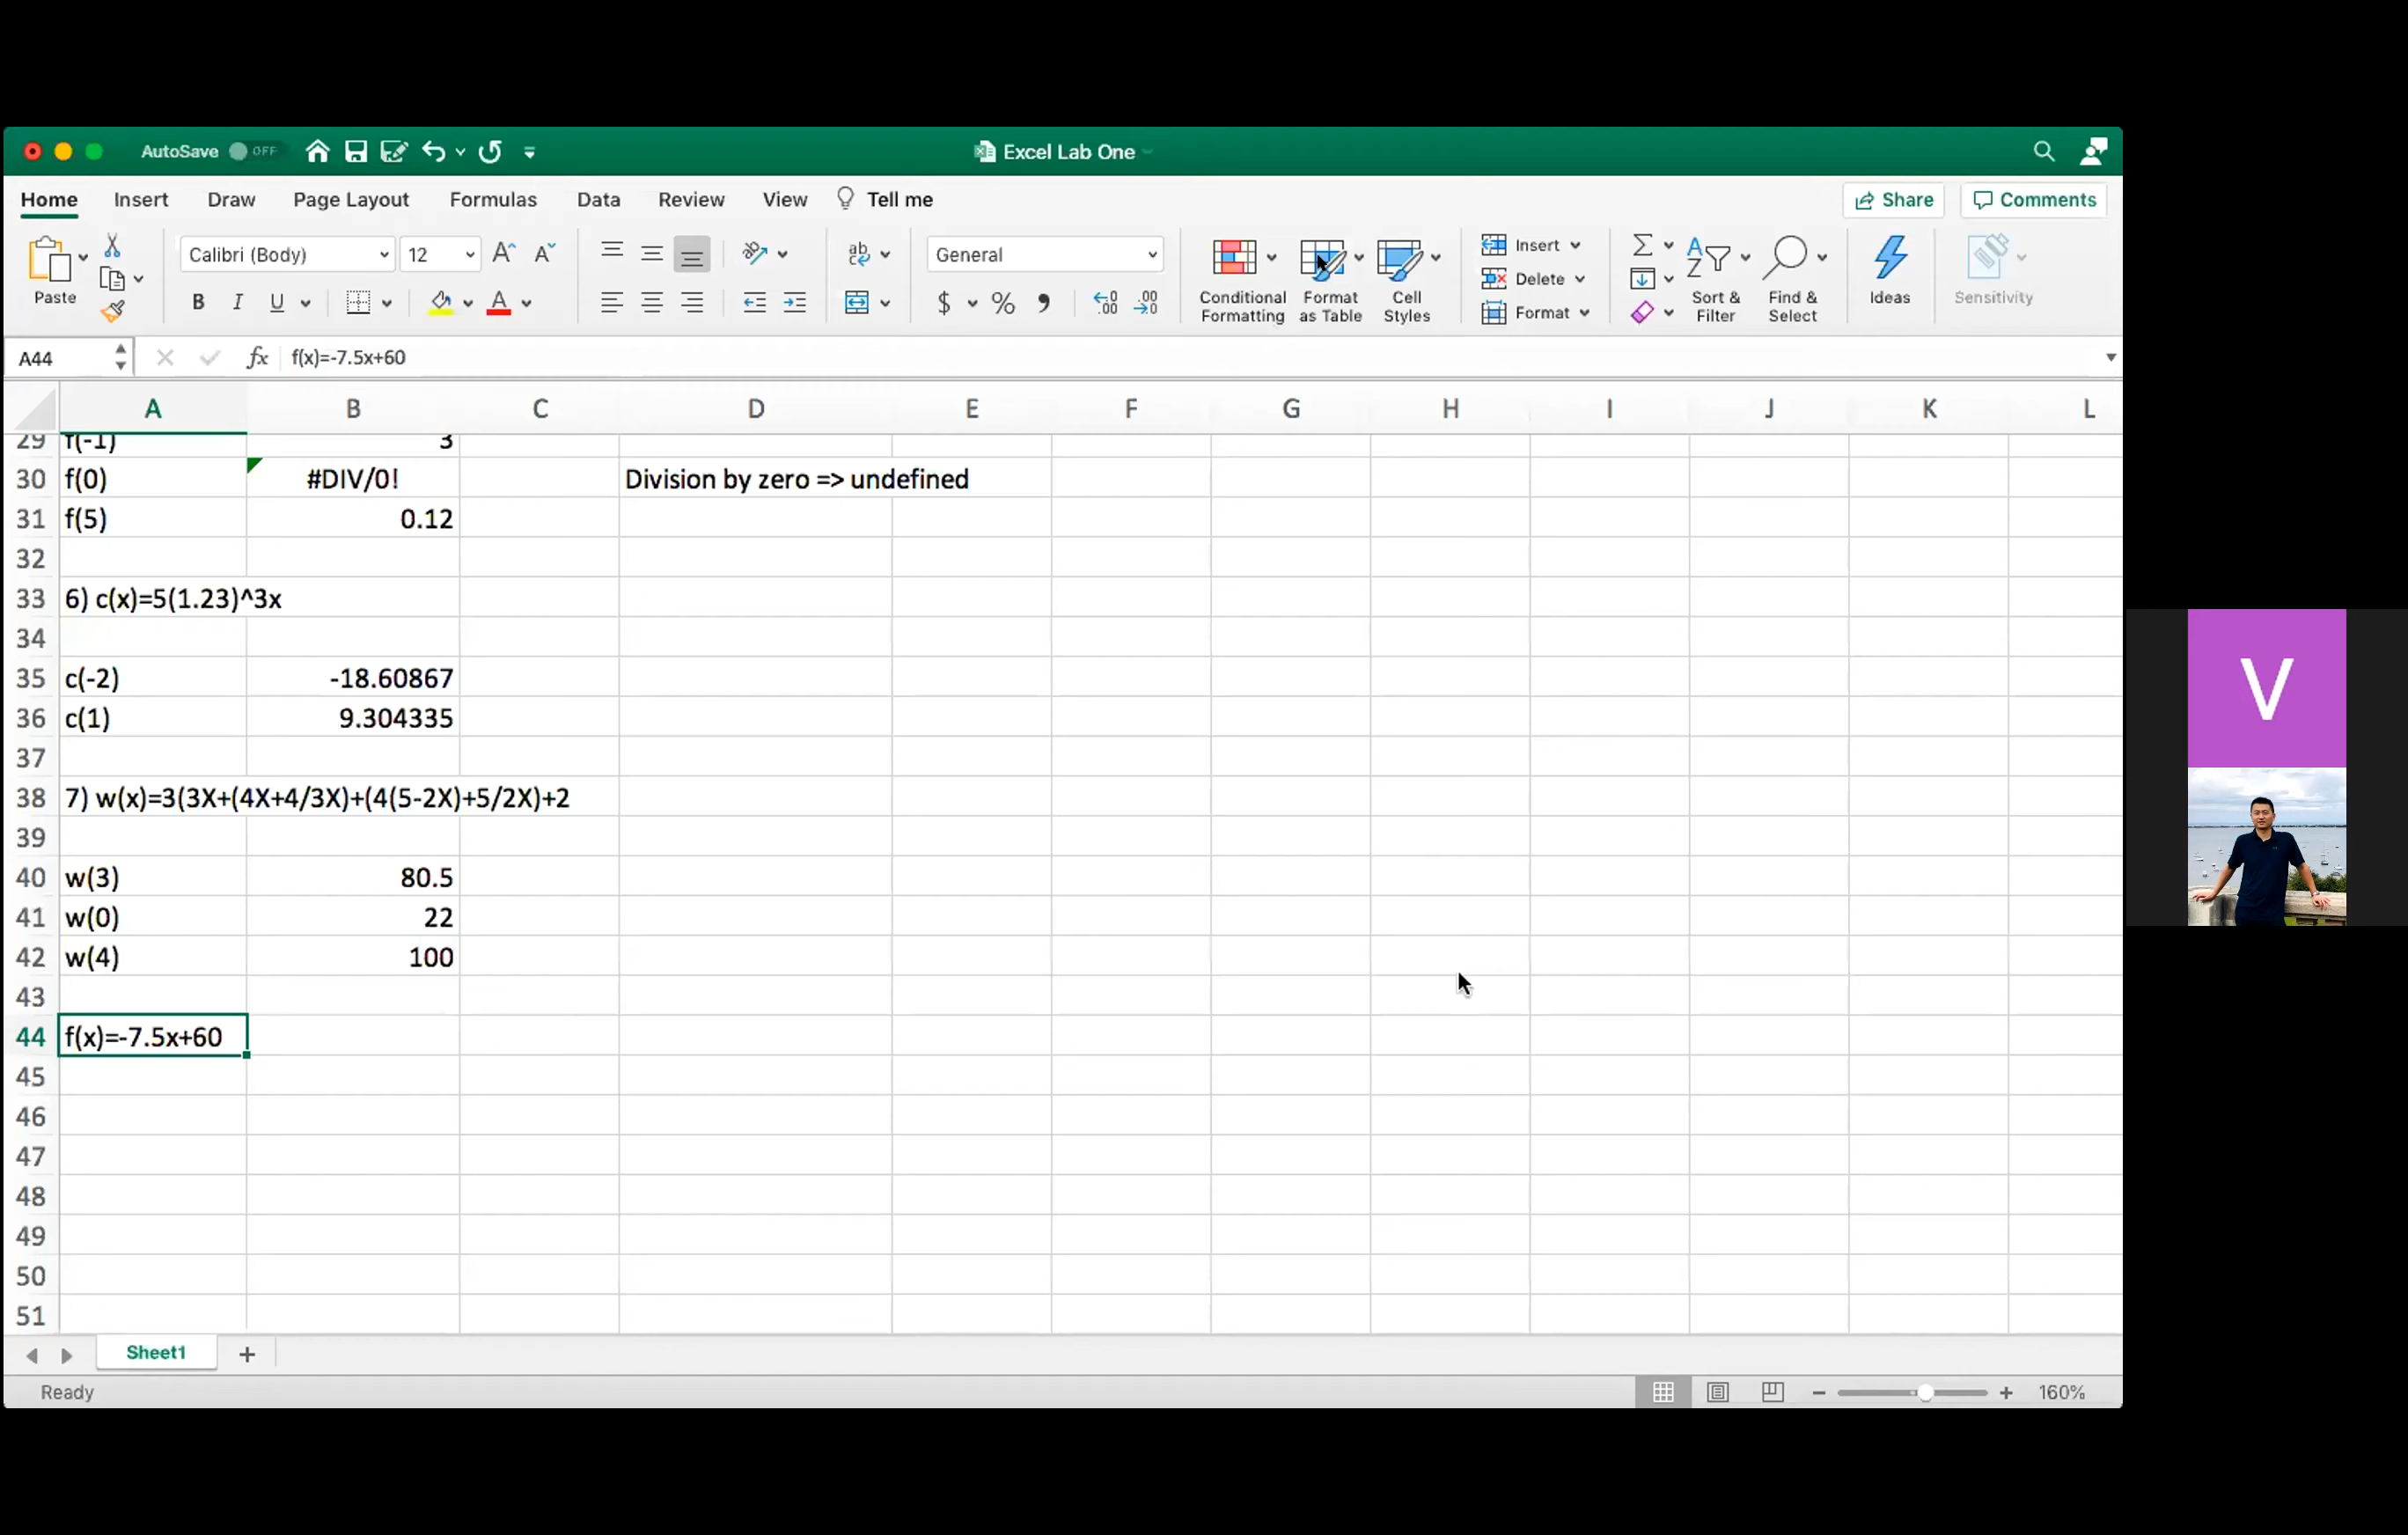 AutoSave OFF
Excel Lab One
Home Insert Draw Page Layout Formulas Data Review View Tell me Share Comments
Paste
Calibri (Body) 12
General
Conditional Formatting
Format as Table
Cell Styles
Insert
Delete
Format
Sort & Filter
Find & Select
Ideas
Sensitivity
A44 fx f(x)=-7.5x+60
A B C D E F G H I J K L
29 f(-1) 3
30 f(0) #DIV/0! Division by zero => undefined
31 f(5) 0.12
32
33 6) c(x)=5(1.23)^3x
34
35 c(-2) -18.60867
36 c(1) 9.304335
37
38 7) w(x)=3(3X+(4X+4/3X)+(4(5-2X)+5/2X)+2
39
40 w(3) 80.5
41 w(0) 22
42 w(4) 100
43
44 f(x)=-7.5x+60
45
46
47
48
49
50
51
Sheet1
Ready 160%
V